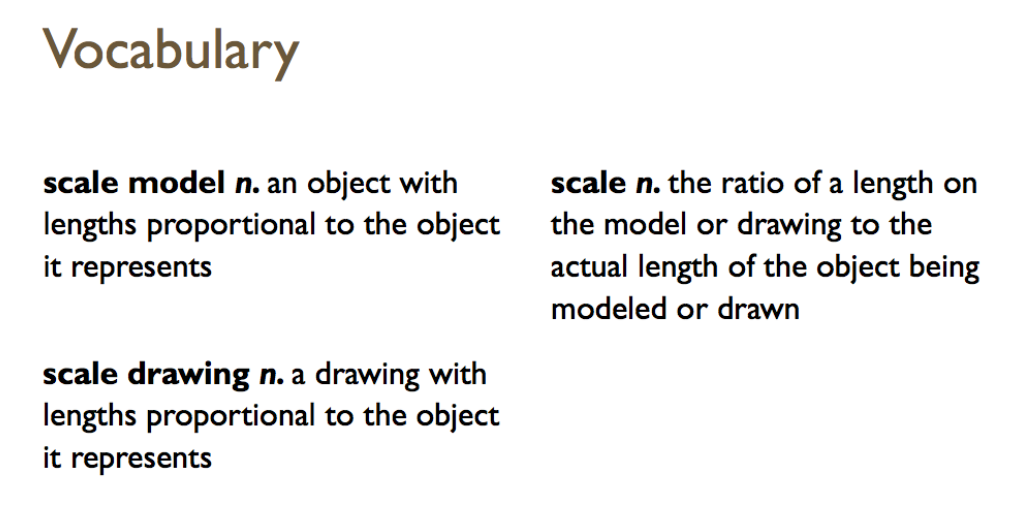 Vocabulary
scale model n. an object with
lengths proportional to the object
it represents
scale drawing n. a drawing with
lengths proportional to the object
it represents
scale n. the ratio of a length on
the model or drawing to the
actual length of the object being
modeled or drawn